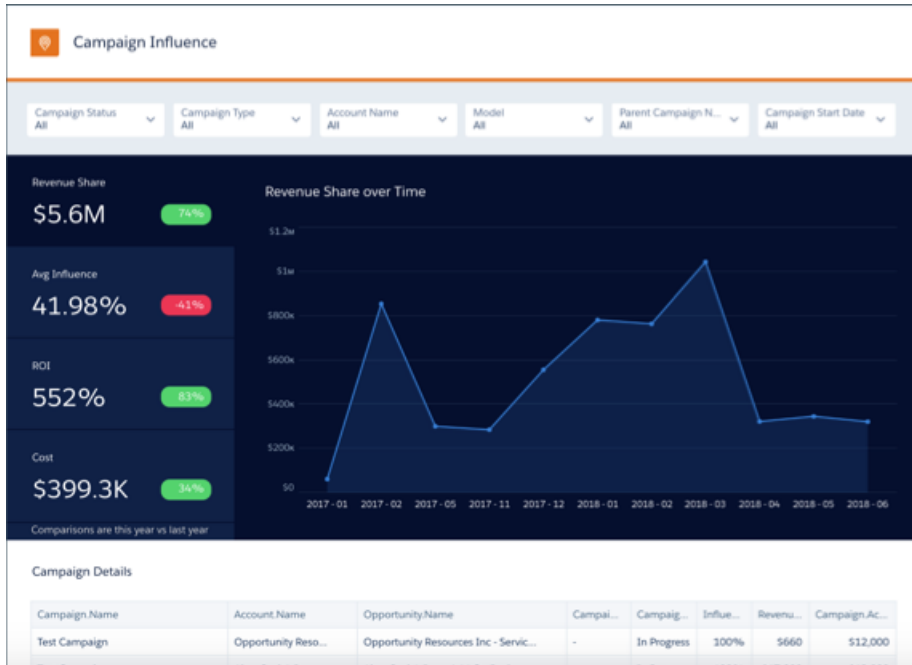 Campaign Influence
Campaign Status
All
Campaign Type
All
Account Name
All
Model
All
Parent Campaign N...
All
Campaign Start Date
All
Revenue Share
$5.6M
74%
Avg Influence
41.98%
-41%
ROI
552%
83%
Cost
$399.3K
34%
Comparisons are this year vs last year
Revenue Share over Time
$1.2M
$1M
$800K
$600K
$400K
$200K
$0
2017-01 2017-02 2017-05 2017-11 2017-12 2018-01 2018-02 2018-03 2018-04 2018-05 2018-06
Campaign Details
Campaign.Name Account.Name Opportunity.Name Campai... Campaig... Influe... Revenu... Campaign.Ac...
Test Campaign Opportunity Reso... Opportunity Resources Inc - Servic... - In Progress 100% $660 $12,000